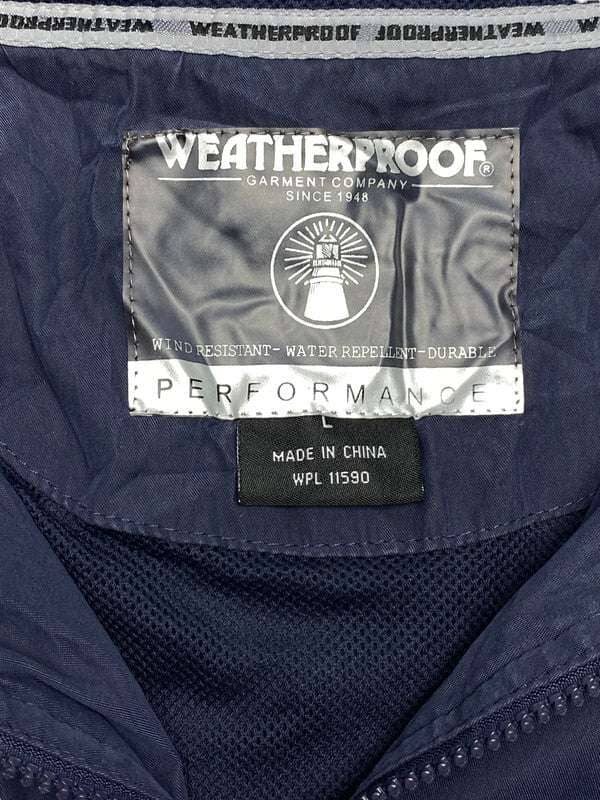 WEATHERPROOF WEATHERPROOF
WEATHERPROOF®
GARMENT COMPANY
SINCE 1948
WIND RESISTANT- WATER REPELLENT-DURABLE
PERFORMANCE
L
MADE IN CHINA
WPL 11590